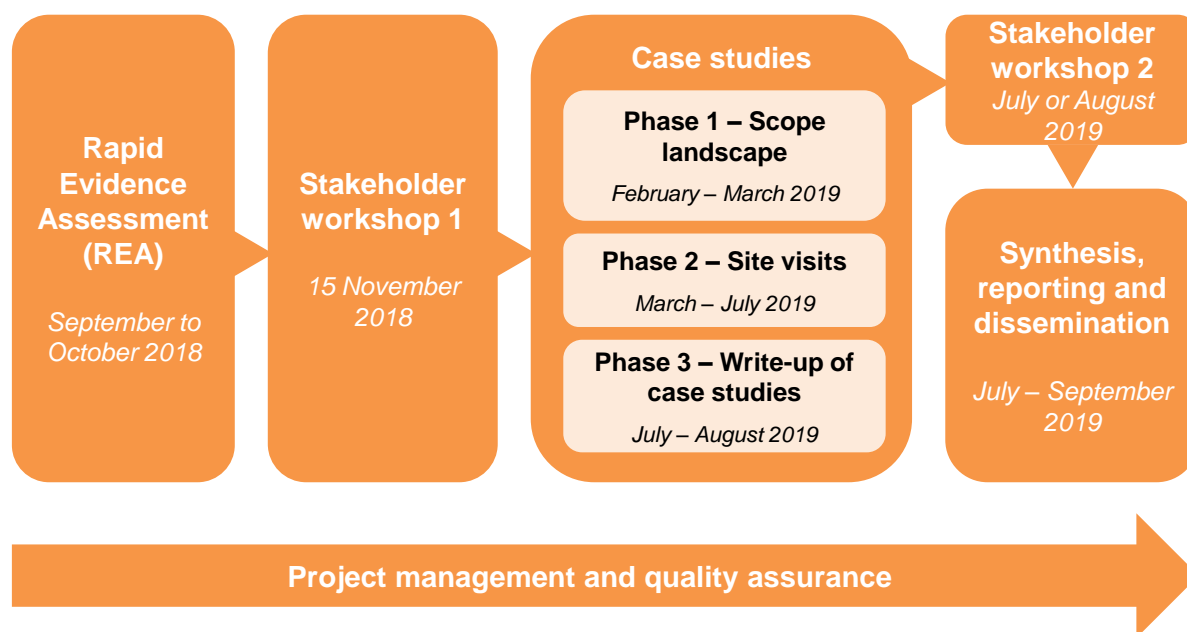 Rapid
Evidence
Assessment
(REA)
September to
October 2018
Stakeholder
workshop 1
15 November
2018
Case studies
Phase 1 – Scope
landscape
February – March 2019
Phase 2 – Site visits
March – July 2019
Phase 3 – Write-up of
case studies
July – August 2019
Stakeholder
workshop 2
July or August
2019
Synthesis,
reporting and
dissemination
July – September
2019
Project management and quality assurance